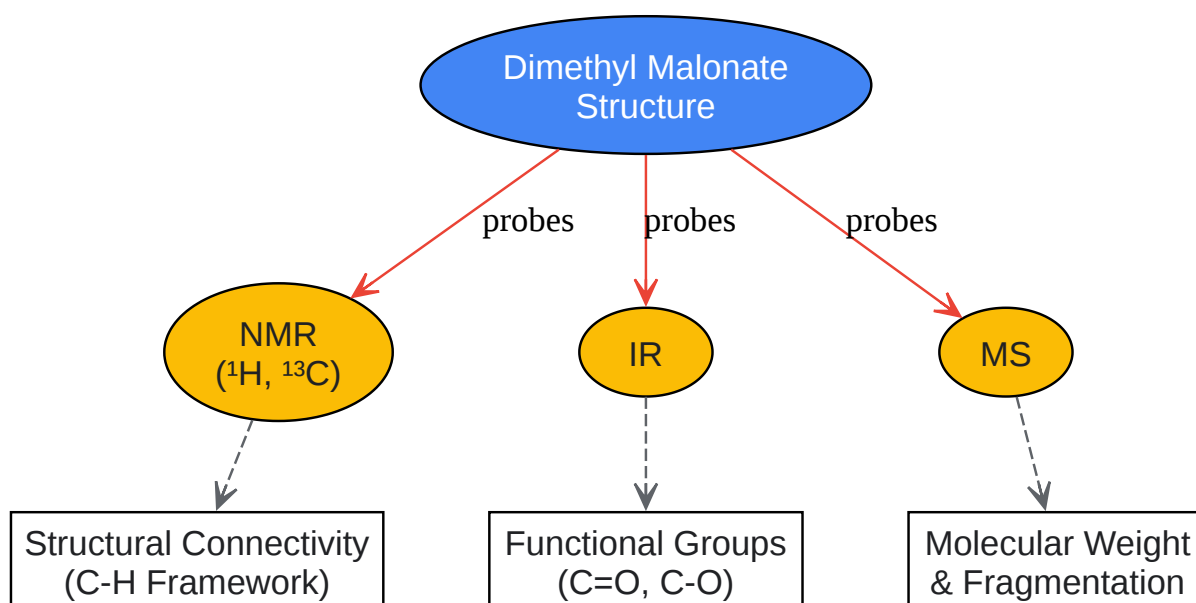 Dimethyl Malonate
Structure
probes
probes
probes
NMR
(¹H, ¹³C)
IR
MS
Structural Connectivity
(C-H Framework)
Functional Groups
(C=O, C-O)
Molecular Weight
& Fragmentation